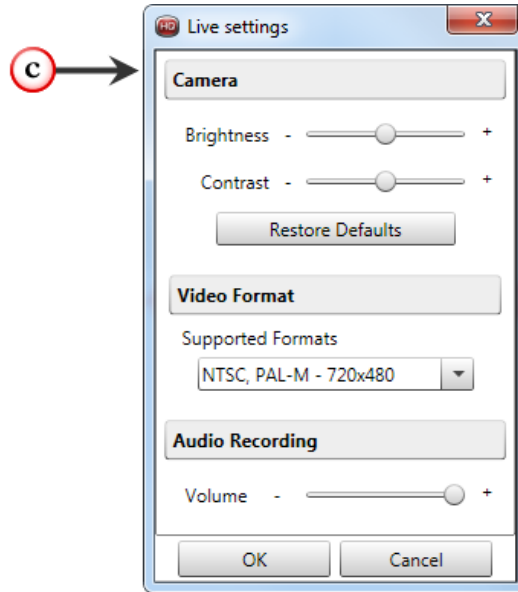 HD Live settings
x
c
Camera
Brightness - +
Contrast - +
Restore Defaults
Video Format
Supported Formats
NTSC, PAL-M - 720x480
Audio Recording
Volume - +
OK Cancel